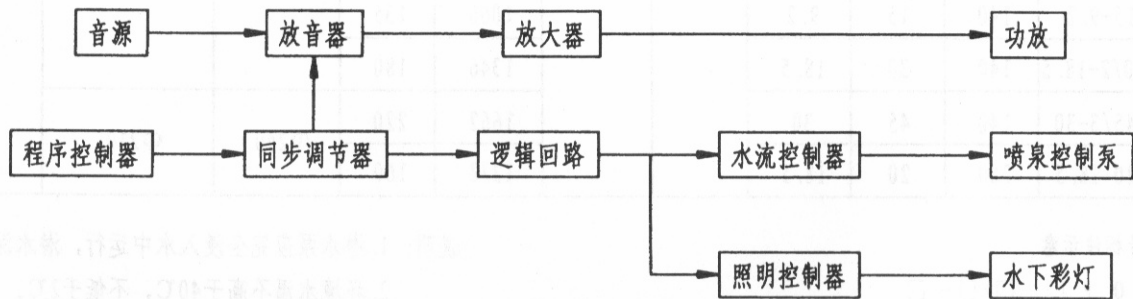 音源
放音器
放大器
功放
程序控制器
同步调节器
逻辑回路
水流控制器
喷泉控制泵
照明控制器
水下彩灯